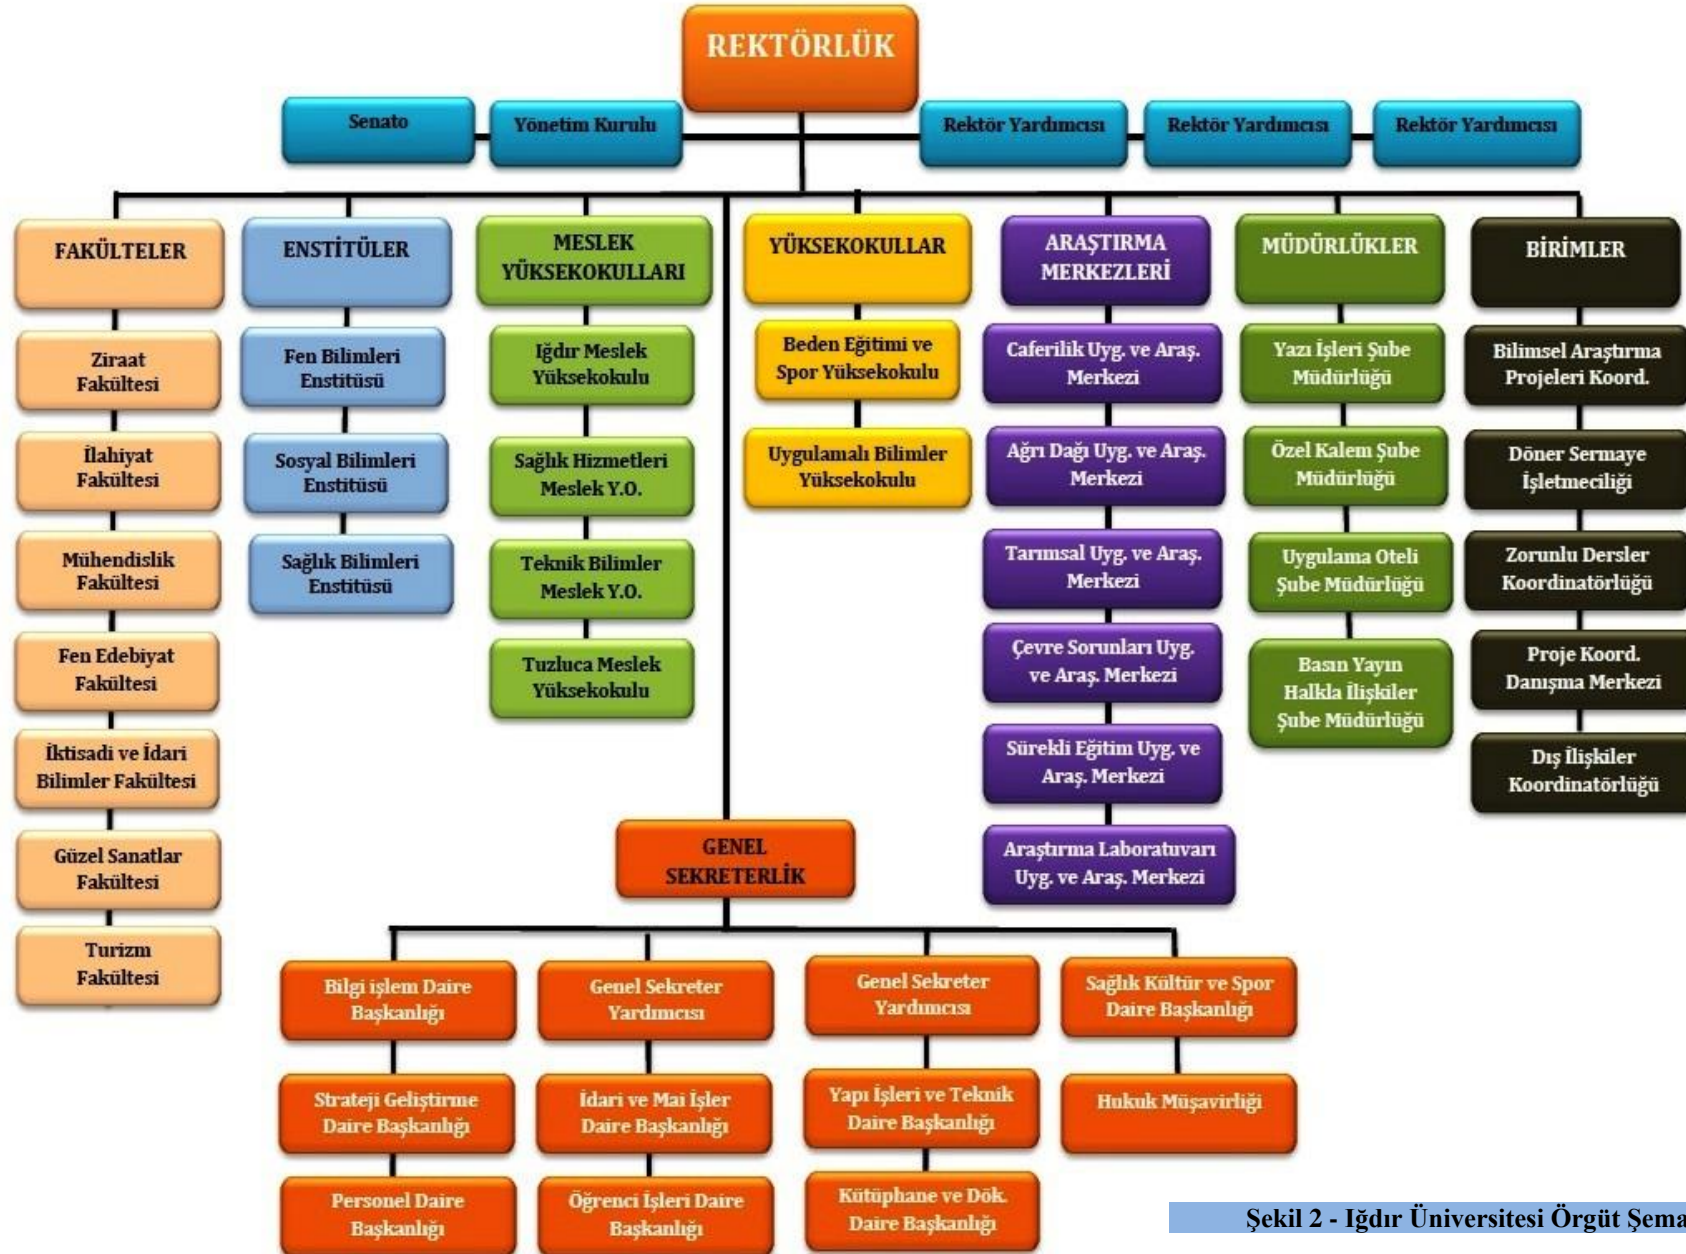 REKTÖRLÜK
Senato
Yönetim Kurulu
Rektör Yardımcısı
Rektör Yardımcısı
Rektör Yardımcısı
FAKÜLTELER
Ziraat
Fakültesi
İlahiyat
Fakültesi
Mühendislik
Fakültesi
Fen Edebiyat
Fakültesi
İktisadi ve İdari
Bilimler Fakültesi
Güzel Sanatlar
Fakültesi
Turizm
Fakültesi
ENSTİTÜLER
Fen Bilimleri
Enstitüsü
Sosyal Bilimleri
Enstitüsü
Sağlık Bilimleri
Enstitüsü
MESLEK
YÜKSEKOKULLARI
Iğdır Meslek
Yüksekokulu
Sağlık Hizmetleri
Meslek Y.O.
Teknik Bilimler
Meslek Y.O.
Tuzluca Meslek
Yüksekokulu
YÜKSEKOKULLAR
Beden Eğitimi ve
Spor Yüksekokulu
Uygulamalı Bilimler
Yüksekokulu
ARAŞTIRMA
MERKEZLERİ
Caferilik Uyg. ve Araş.
Merkezi
Ağrı Dağı Uyg. ve Araş.
Merkezi
Tarımsal Uyg. ve Araş.
Merkezi
Çevre Sorunları Uyg.
ve Araş. Merkezi
Sürekli Eğitim Uyg. ve
Araş. Merkezi
Araştırma Laboratuvarı
Uyg. ve Araş. Merkezi
MÜDÜRLÜKLER
Yazı İşleri Şube
Müdürlüğü
Özel Kalem Şube
Müdürlüğü
Uygulama Oteli
Şube Müdürlüğü
Basın Yayın
Halkla İlişkiler
Şube Müdürlüğü
BİRİMLER
Bilimsel Araştırma
Projeleri Koord.
Döner Sermaye
İşletmeciliği
Zorunlu Dersler
Koordinatörlüğü
Proje Koord.
Danışma Merkezi
Dış İlişkiler
Koordinatörlüğü
GENEL
SEKRETERLİK
Bilgi işlem Daire
Başkanlığı
Strateji Geliştirme
Daire Başkanlığı
Personel Daire
Başkanlığı
Genel Sekreter
Yardımcısı
İdari ve Mai İşler
Daire Başkanlığı
Öğrenci İşleri Daire
Başkanlığı
Genel Sekreter
Yardımcısı
Yapı İşleri ve Teknik
Daire Başkanlığı
Kütüphane ve Dök.
Daire Başkanlığı
Sağlık Kültür ve Spor
Daire Başkanlığı
Hukuk Müşavirliği
Şekil 2 - Iğdır Üniversitesi Örgüt Şema